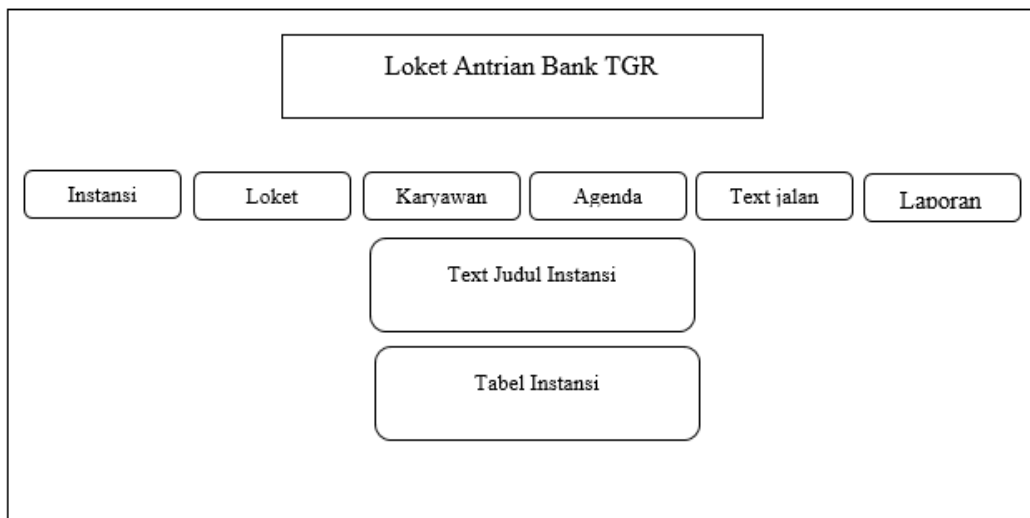 Loket Antrian Bank TGR
Instansi
Loket
Karyawan
Agenda
Text jalan
Laporan
Text Judul Instansi
Tabel Instansi